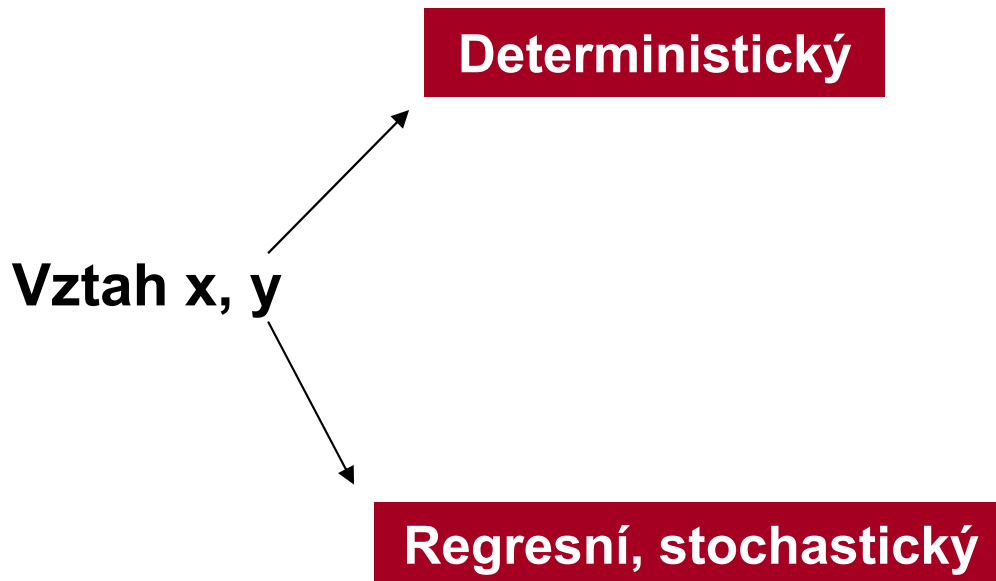 Deterministický
Vztah x, y
Regresní, stochastický